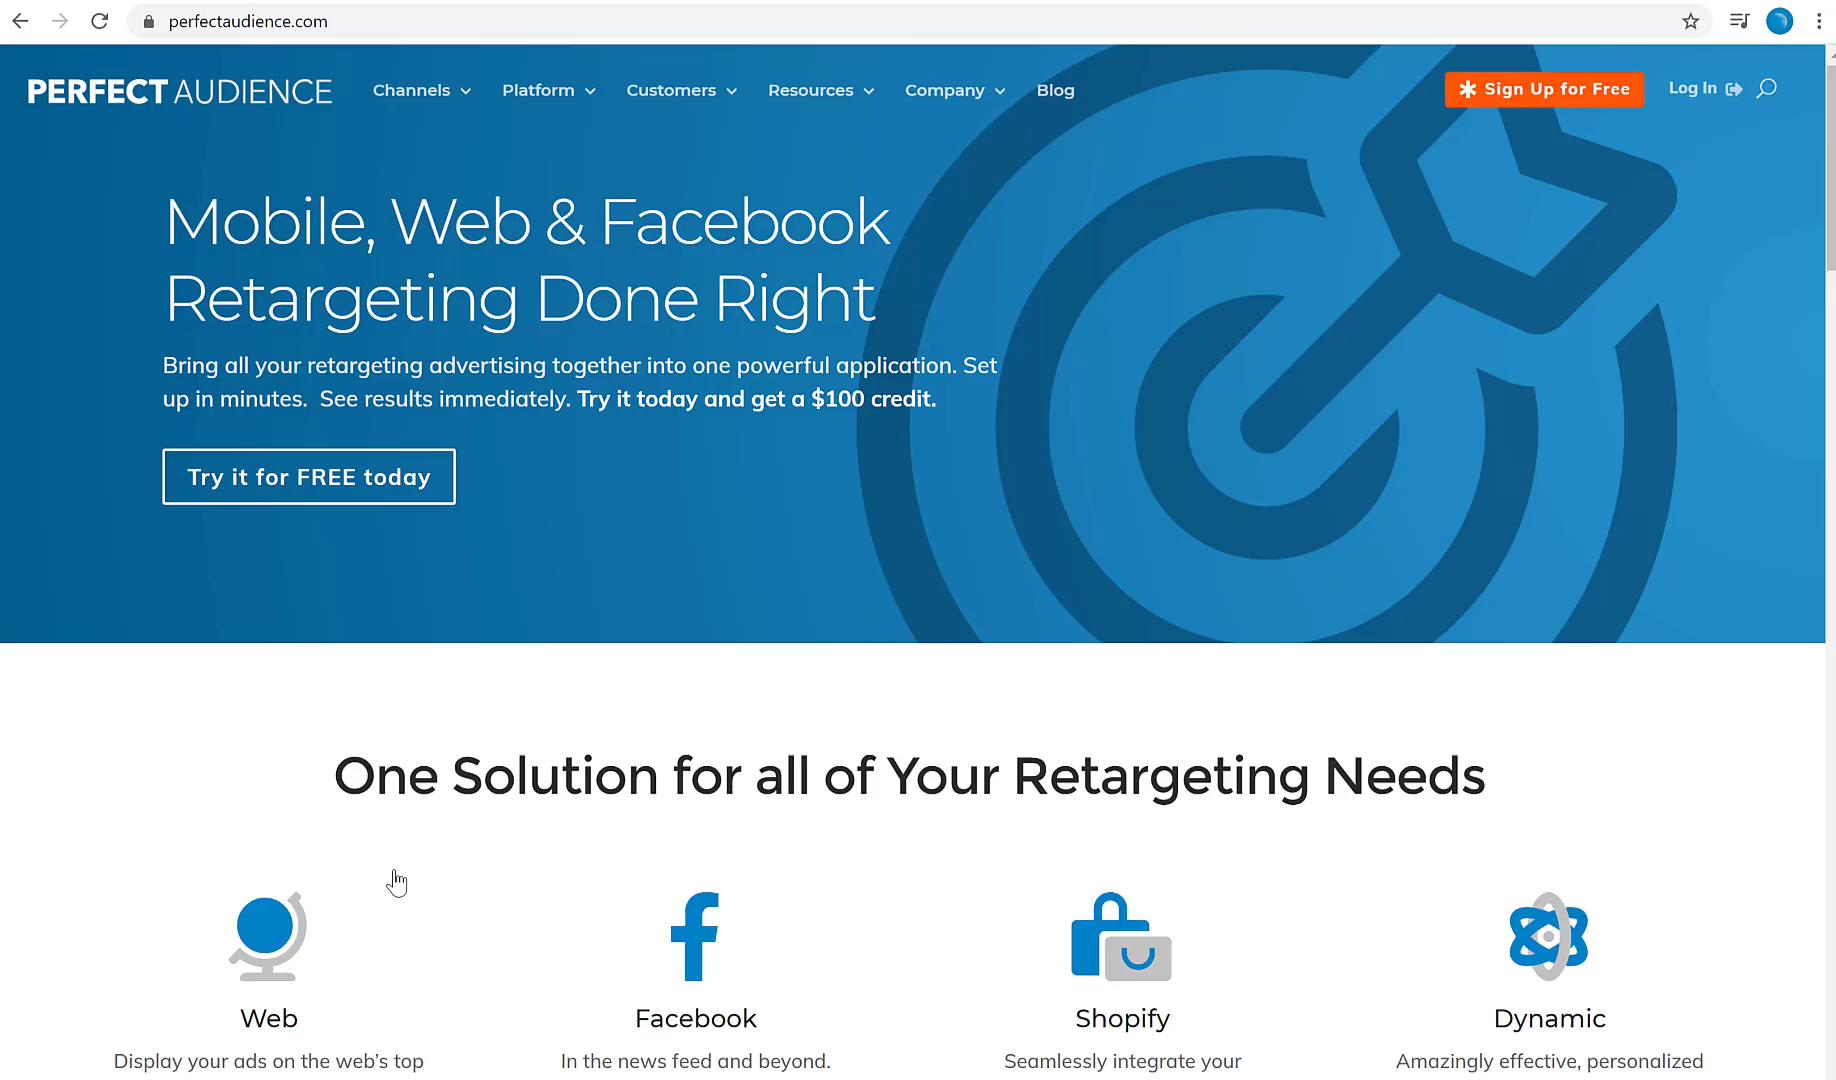 perfectaudience.com
PERFECT AUDIENCE
Channels
Platform
Customers
Resources
Company
Blog
Sign Up for Free
Log In
Mobile, Web & Facebook
Retargeting Done Right
Bring all your retargeting advertising together into one powerful application. Set
up in minutes.  See results immediately. Try it today and get a $100 credit.
Try it for FREE today
One Solution for all of Your Retargeting Needs
Web
Facebook
Shopify
Dynamic
Display your ads on the web’s top
In the news feed and beyond.
Seamlessly integrate your
Amazingly effective, personalized